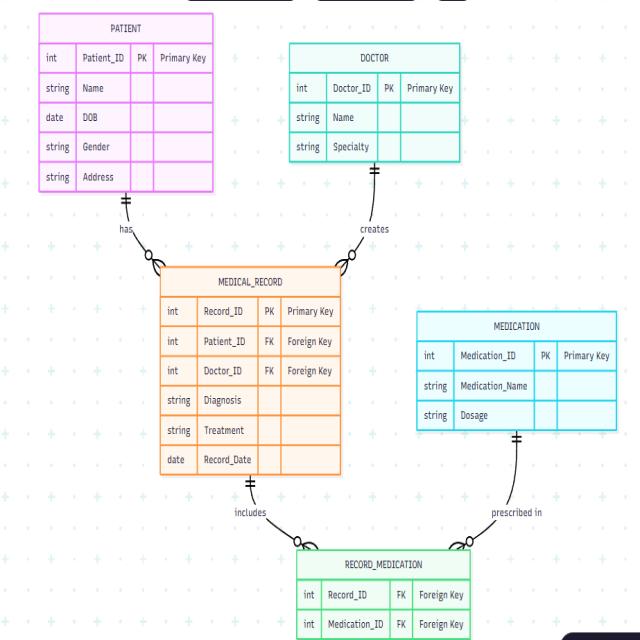 PATIENT
int Patient_ID PK Primary Key
string Name
date DOB
string Gender
string Address
DOCTOR
int Doctor_ID PK Primary Key
string Name
string Specialty
has
creates
MEDICAL_RECORD
int Record_ID PK Primary Key
int Patient_ID FK Foreign Key
int Doctor_ID FK Foreign Key
string Diagnosis
string Treatment
date Record_Date
MEDICATION
int Medication_ID PK Primary Key
string Medication_Name
string Dosage
includes
prescribed in
RECORD_MEDICATION
int Record_ID FK Foreign Key
int Medication_ID FK Foreign Key